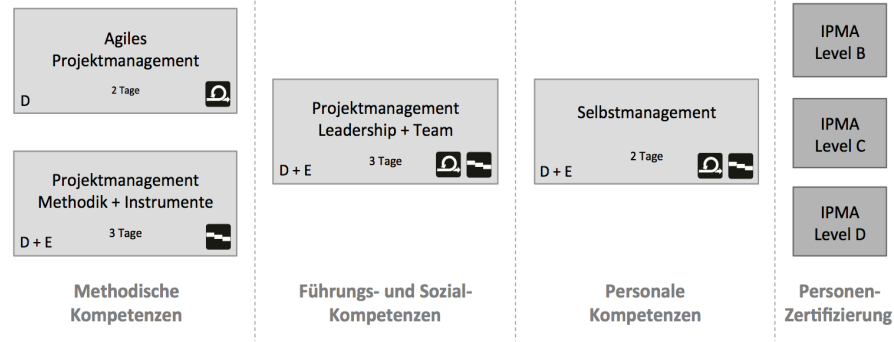 Agiles
Projektmanagement
2 Tage
D
Projektmanagement
Methodik + Instrumente
3 Tage
D + E
Methodische
Kompetenzen
Projektmanagement
Leadership + Team
3 Tage
D + E
Führungs- und Sozial-
Kompetenzen
Selbstmanagement
2 Tage
D + E
Personale
Kompetenzen
IPMA
Level B
IPMA
Level C
IPMA
Level D
Personen-
Zertifizierung